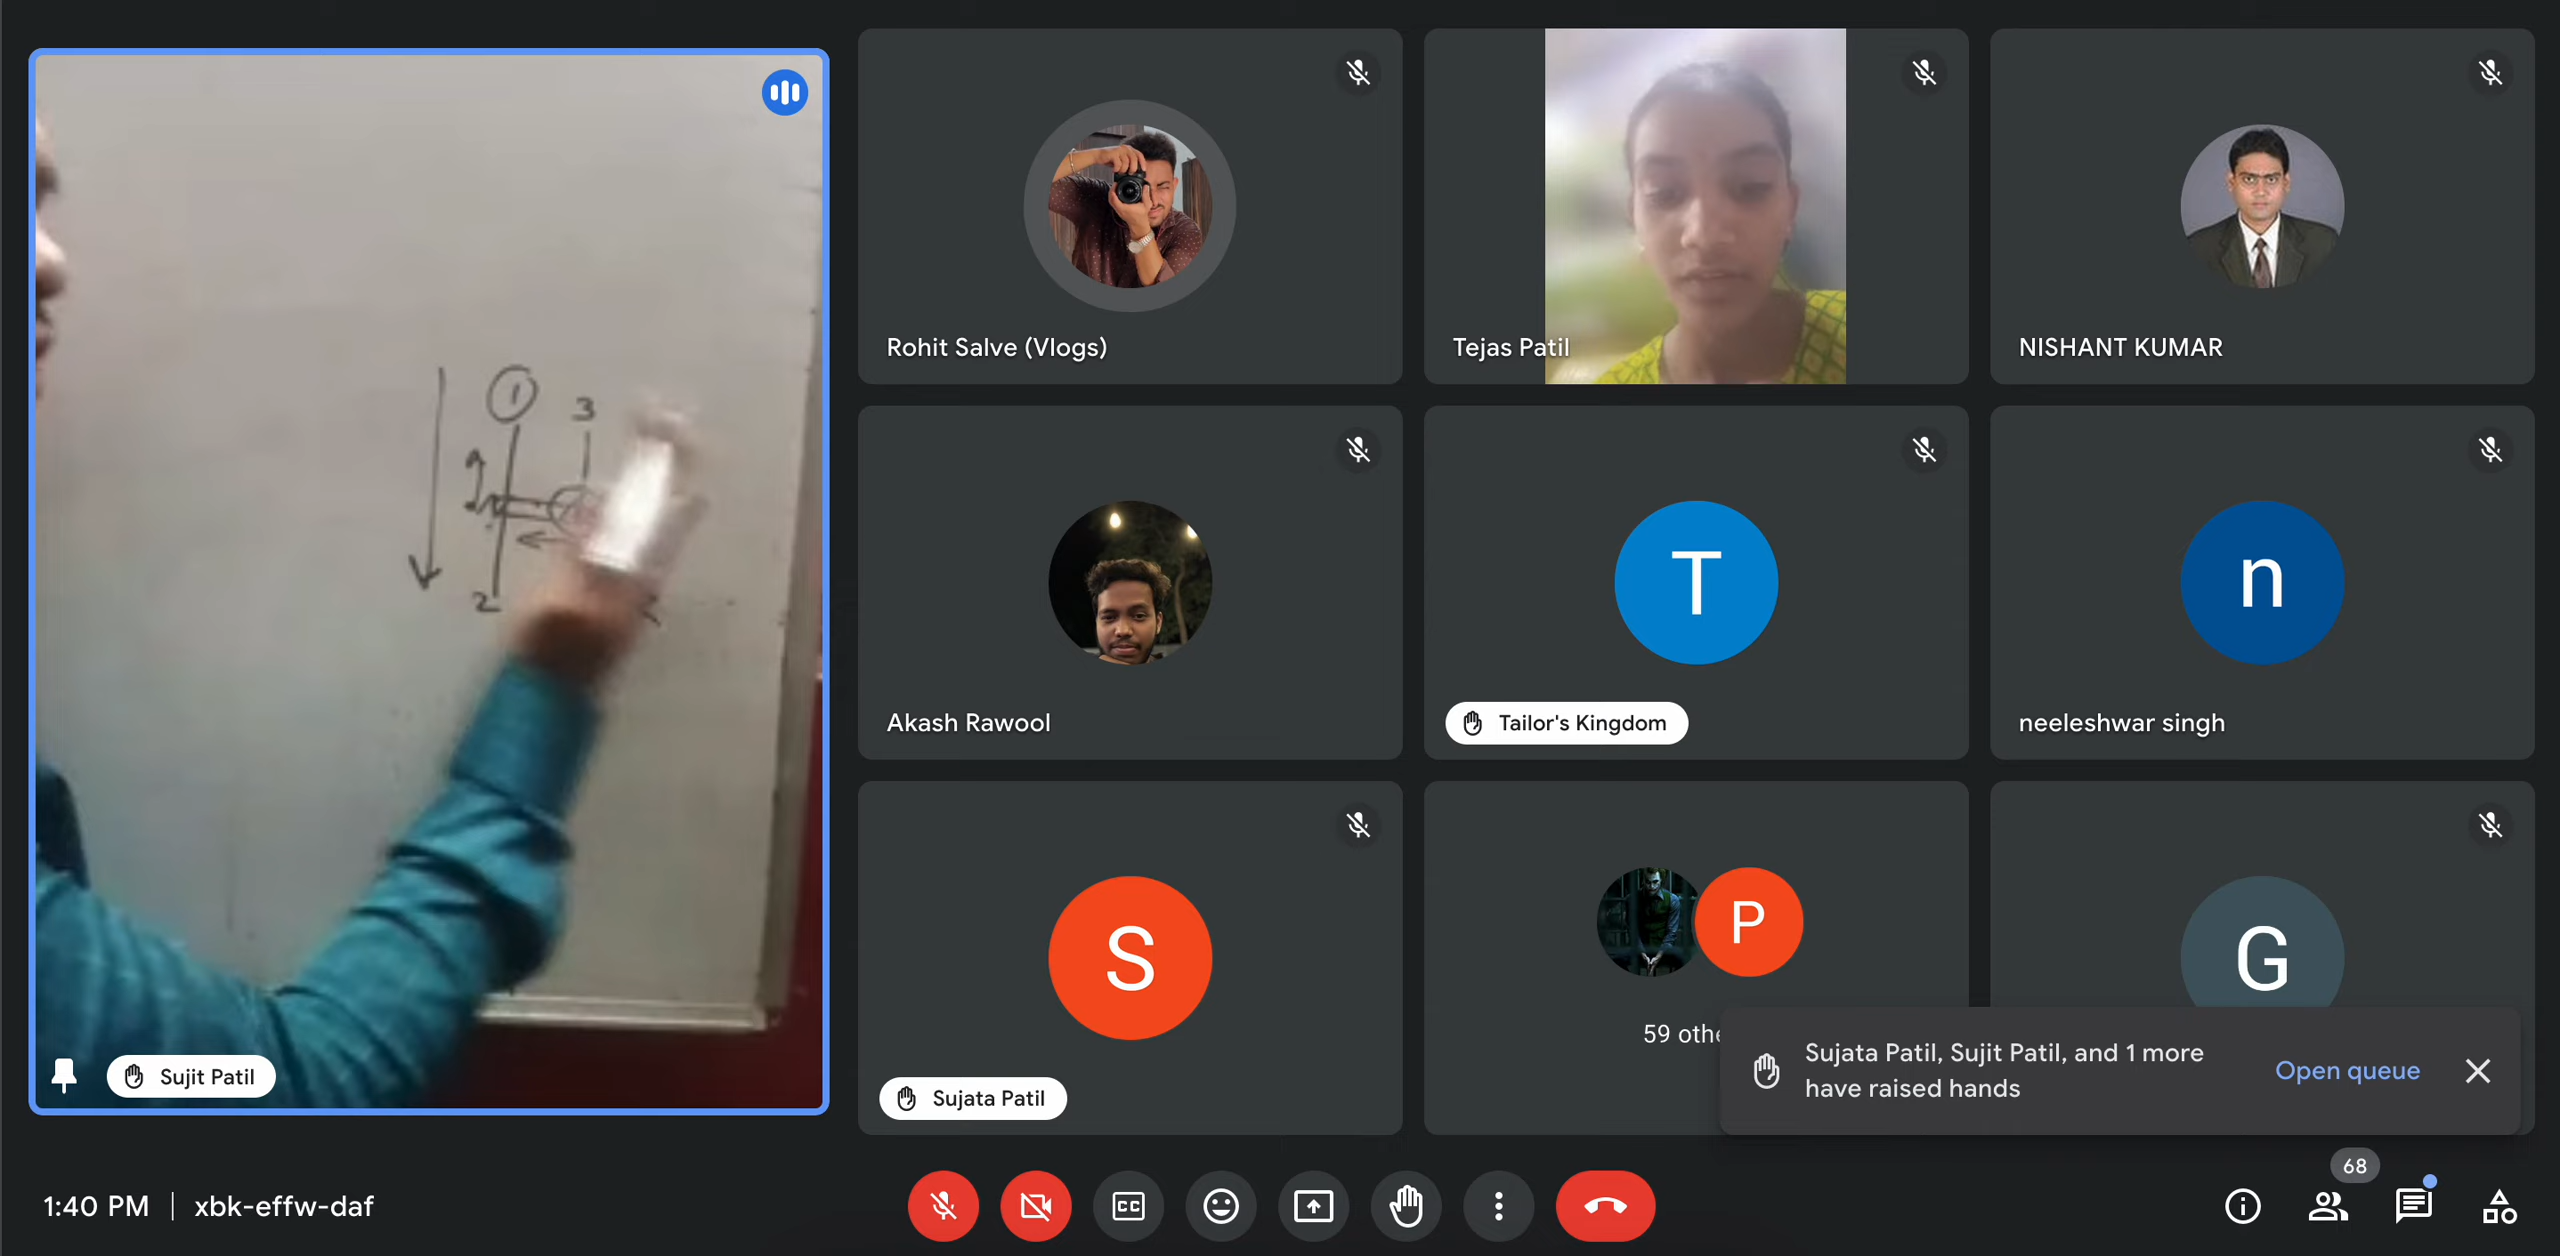 1
3
2
Sujit Patil
Rohit Salve (Vlogs)
Tejas Patil
NISHANT KUMAR
Akash Rawool
T
Tailor's Kingdom
n
neeleshwar singh
S
Sujata Patil
P
59
G
Sujata Patil, Sujit Patil, and 1 more
have raised hands
Open queue
1:40 PM | xbk-effw-daf
CC
68